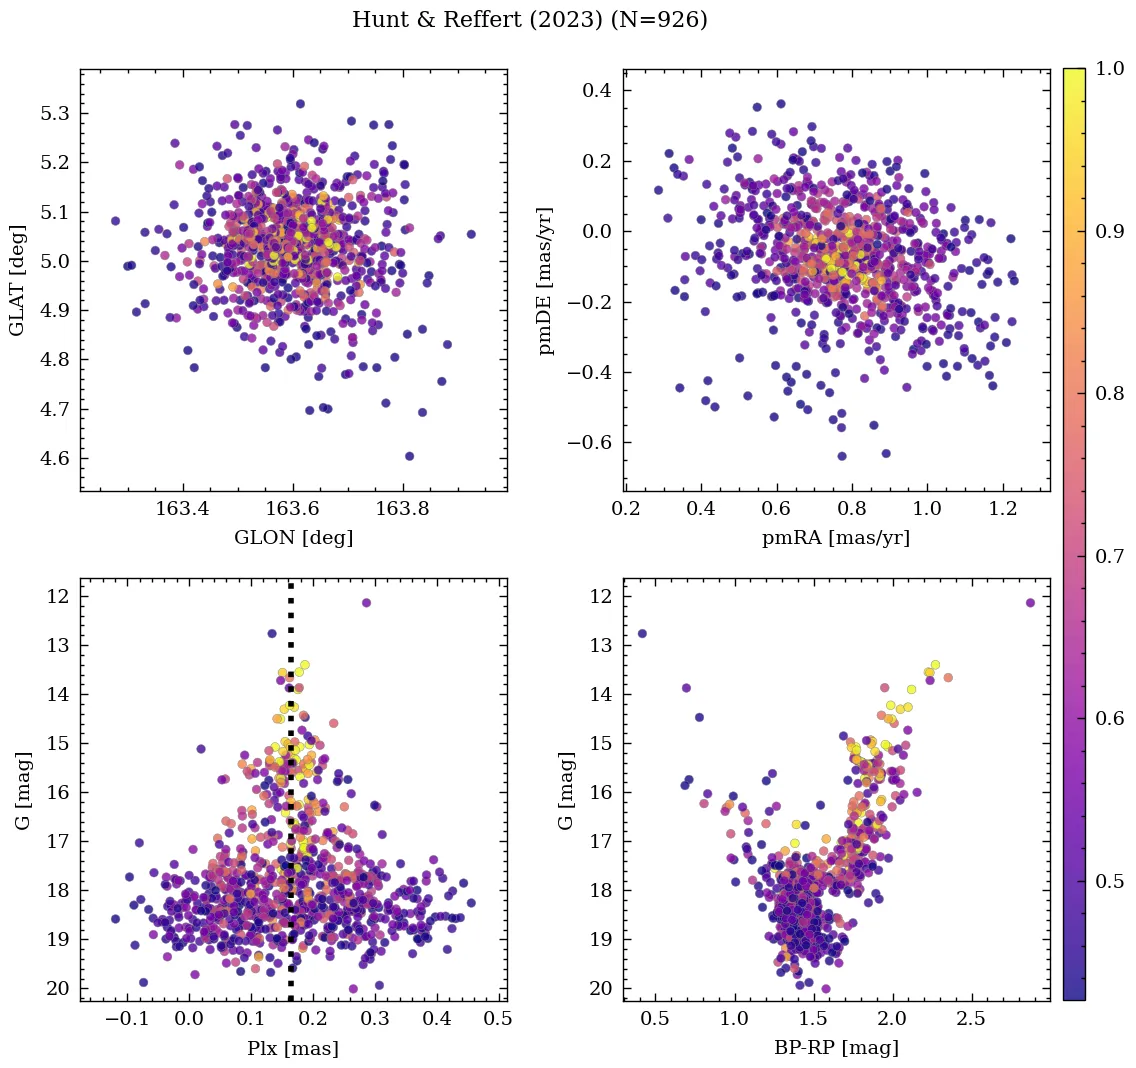 Hunt & Reffert (2023) (N=926)
5.3
5.2
5.1
5.0
4.9
4.8
4.7
4.6
GLAT [deg]
163.4 163.6 163.8
GLON [deg]
0.4
0.2
0.0
−0.2
−0.4
−0.6
pmDE [mas/yr]
0.2 0.4 0.6 0.8 1.0 1.2
pmRA [mas/yr]
1.0
0.9
0.8
0.7
0.6
0.5
12
13
14
15
16
17
18
19
20
G [mag]
−0.1 0.0 0.1 0.2 0.3 0.4 0.5
Plx [mas]
12
13
14
15
16
17
18
19
20
G [mag]
0.5 1.0 1.5 2.0 2.5
BP-RP [mag]